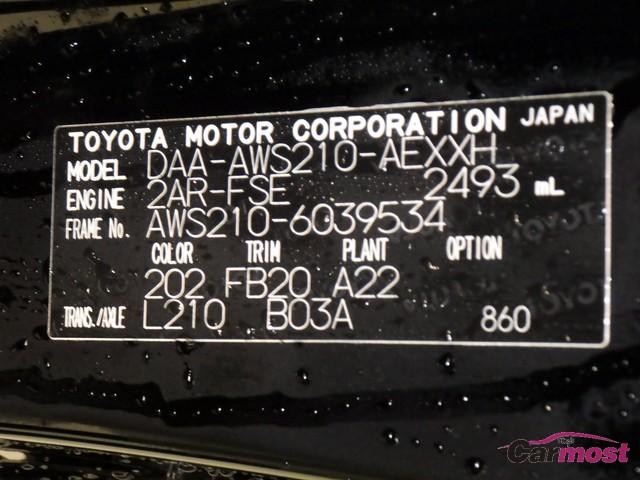 TOYOTA MOTOR CORPORATION JAPAN
MODEL DAA-AWS210-AEXXH
ENGINE 2AR-FSE 2493 mL
FRAME No. AWS210-6039534
COLOR TRIM PLANT OPTION
202 FB20 A22
TRANS./AXLE L210 B03A 860
Carmost